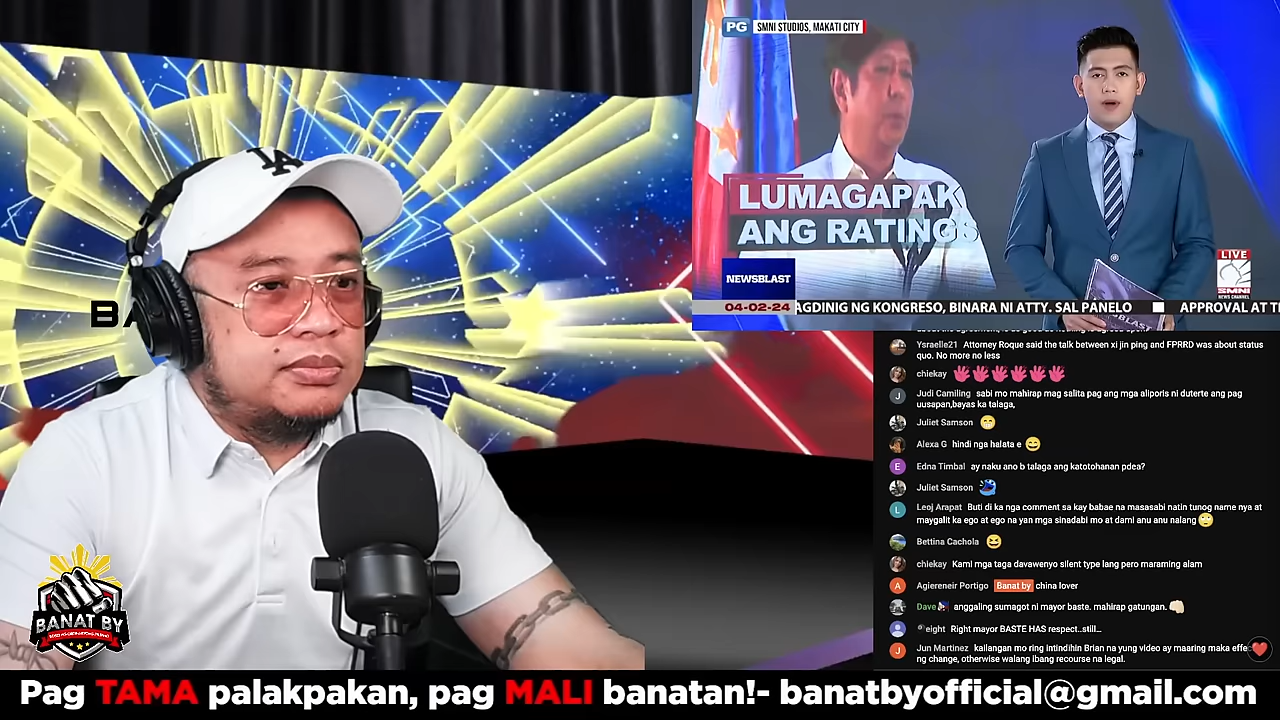 LA
BA
PG SMNI STUDIOS, MAKATI CITY
LUMAGAPAK
ANG RATINGS
NEWSBLAST
LIVE
SMNI
NEWS CHANNEL
04-02-24 AGDING NG KONGRESO, BINARA NI ATTY. SAL PANELO APPROVAL AT T
Ysraelle21 Attorney Roque said the talk between xi jin ping and FPRRD was about status
quo. No more no less
chiekay 👋👋👋👋👋👋
Judi Camiling sabi mo mahirap mag salita pag ang mga aliporis ni duterte ang pag
uusapan,bayas ka talaga,
Juliet Samson 😁
Alexa G hindi nga halata e 😄
Edna Timbal ay naku ano b talaga ang katotohanan pdea?
Juliet Samson
Leoj Arapat Buti di ka nga comment sa kay babae na masasabi natin tunog name nya at
maygalit ka ego at ego na yan mga sinadabi mo at dami anu anu nalang 🙄
Bettina Cachola 😆
chiekay Kami mga taga davawenyo silent type lang pero maraming alam
Agiereneir Portigo Banat by china lover
Dave🇵🇭 anggaling sumagot ni mayor baste. mahirap gatungan. 👊🏻
eight Right mayor BASTE HAS respect..still...
Jun Martinez kailangan mo ring intindihin Brian na yung video ay maaring maka effe
ng change, otherwise walang ibang recourse na legal.
BANAT BY
Pag TAMA palakpakan, pag MALI banatan!- banatbyofficial@gmail.com